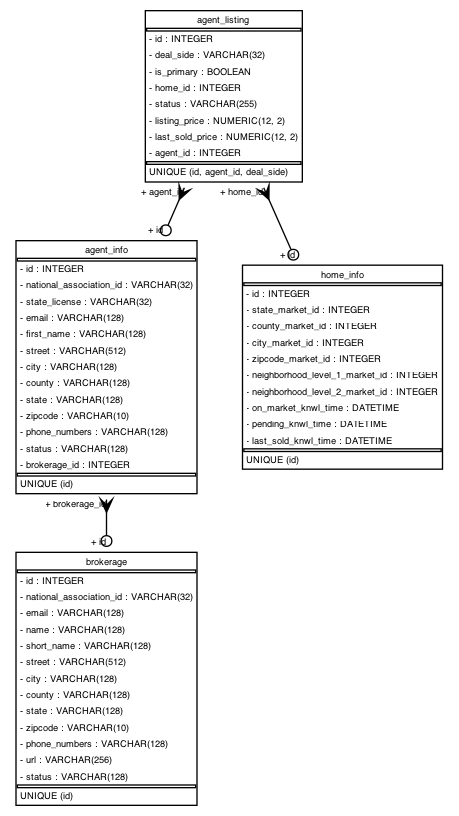 agent_listing
- id : INTEGER
- deal_side : VARCHAR(32)
- is_primary : BOOLEAN
- home_id : INTEGER
- status : VARCHAR(255)
- listing_price : NUMERIC(12, 2)
- last_sold_price : NUMERIC(12, 2)
- agent_id : INTEGER
UNIQUE (id, agent_id, deal_side)
+ agent_id
+ home_id
+ id
+ id
agent_info
- id : INTEGER
- national_association_id : VARCHAR(32)
- state_license : VARCHAR(32)
- email : VARCHAR(128)
- first_name : VARCHAR(128)
- street : VARCHAR(512)
- city : VARCHAR(128)
- county : VARCHAR(128)
- state : VARCHAR(128)
- zipcode : VARCHAR(10)
- phone_numbers : VARCHAR(128)
- status : VARCHAR(128)
- brokerage_id : INTEGER
UNIQUE (id)
home_info
- id : INTEGER
- state_market_id : INTEGER
- county_market_id : INTEGER
- city_market_id : INTEGER
- zipcode_market_id : INTEGER
- neighborhood_level_1_market_id : INTEGER
- neighborhood_level_2_market_id : INTEGER
- on_market_knwl_time : DATETIME
- pending_knwl_time : DATETIME
- last_sold_knwl_time : DATETIME
UNIQUE (id)
+ brokerage_id
+ id
brokerage
- id : INTEGER
- national_association_id : VARCHAR(32)
- email : VARCHAR(128)
- name : VARCHAR(128)
- short_name : VARCHAR(128)
- street : VARCHAR(512)
- city : VARCHAR(128)
- county : VARCHAR(128)
- state : VARCHAR(128)
- zipcode : VARCHAR(10)
- phone_numbers : VARCHAR(128)
- url : VARCHAR(256)
- status : VARCHAR(128)
UNIQUE (id)